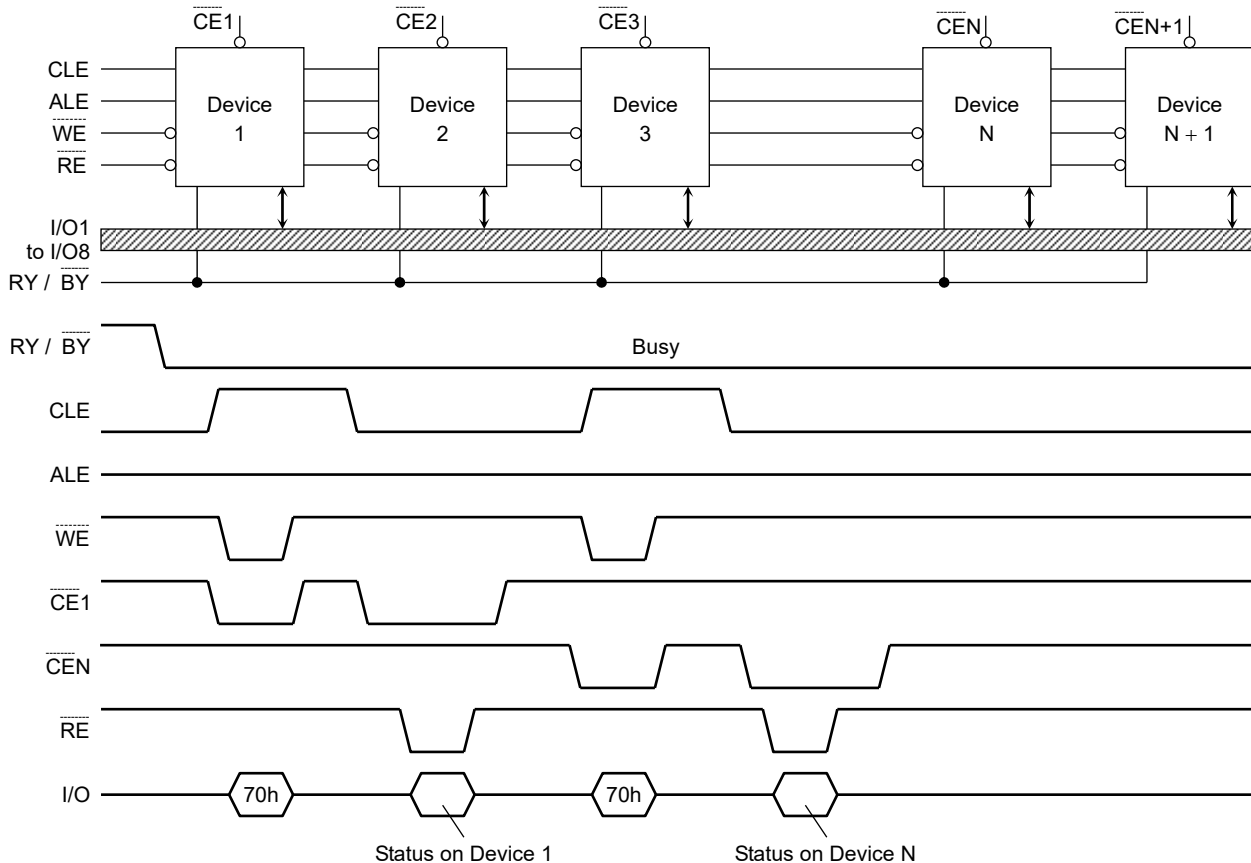 CE1 CE2 CE3 CEN CEN+1
CLE
ALE
WE
RE
Device
1
Device
2
Device
3
Device
N
Device
N + 1
I/O1
to I/O8
RY / BY
RY / BY
Busy
CLE
ALE
WE
CE1
CEN
RE
I/O
70h
70h
Status on Device 1
Status on Device N